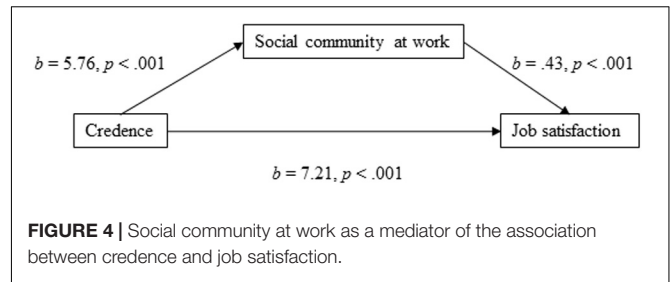 Social community at work
b = 5.76, p < .001
b = .43, p < .001
Credence
Job satisfaction
b = 7.21, p < .001
FIGURE 4 | Social community at work as a mediator of the association
between credence and job satisfaction.